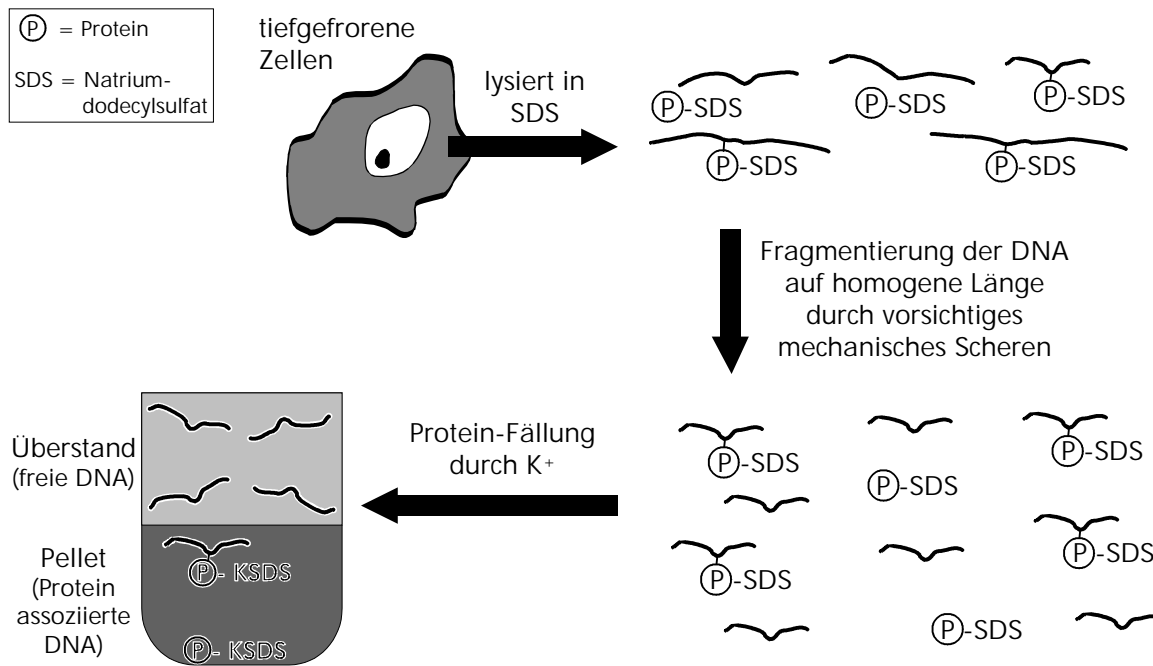 P = Protein
SDS = Natrium-
dodecylsulfat
tiefgefrorene
Zellen
lysiert in
SDS
P-SDS
P-SDS
P-SDS
P-SDS
P-SDS
Fragmentierung der DNA
auf homogene Länge
durch vorsichtiges
mechanisches Scheren
P-SDS
P-SDS
P-SDS
P-SDS
P-SDS
P-SDS
Protein-Fällung
durch K+
Überstand
(freie DNA)
Pellet
(Protein
assoziierte
DNA)
P- KSDS
P- KSDS